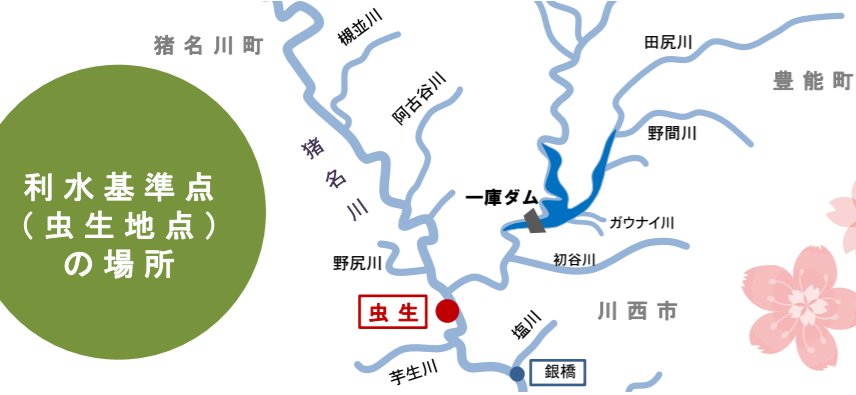 利水基準点
（虫生地点）
の場所
猪名川町
槻並川
阿古谷川
猪名川
田尻川
豊能町
野間川
一庫ダム
ガウナイ川
初谷川
野尻川
虫生
川西市
塩川
芋生川
銀橋